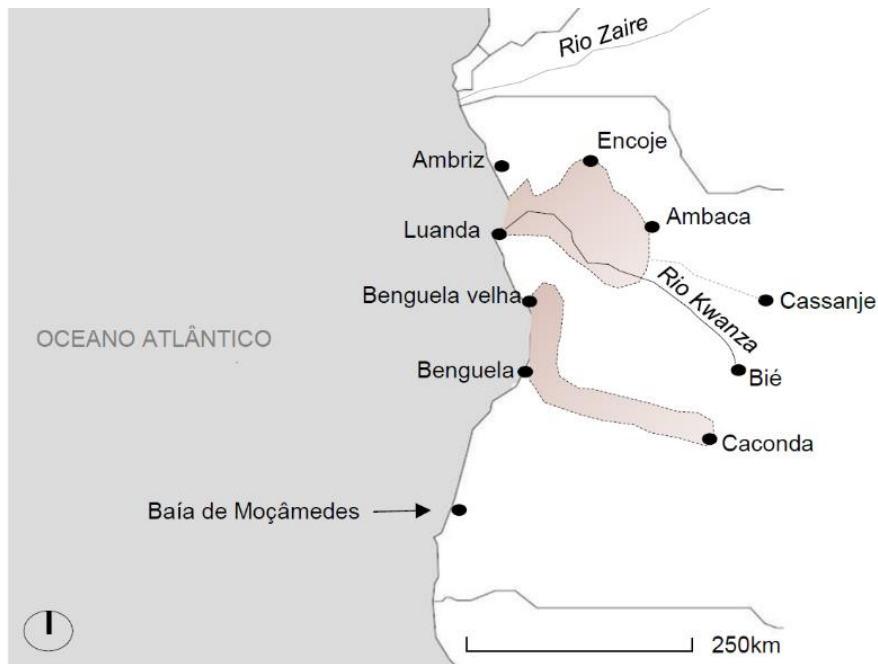 Rio Zaire
Encoje
Ambriz
Ambaca
Luanda
Benguela velha
Rio Kwanza
Cassanje
OCEANO ATLÂNTICO
Benguela
Bié
Caconda
Baía de Moçâmedes
250km